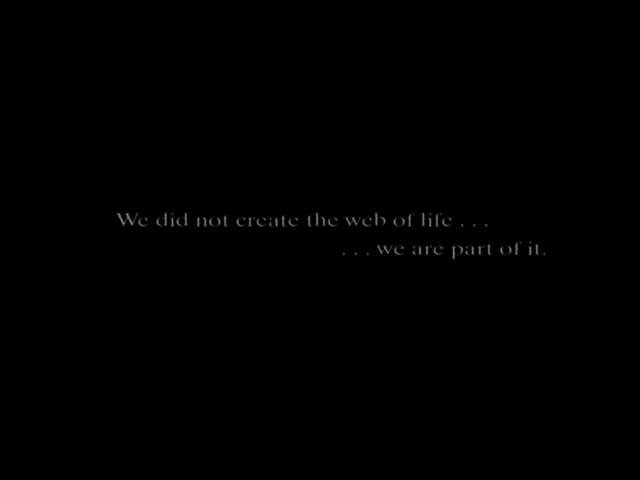 We did not create the web of life . . .
. . . we are part of it.